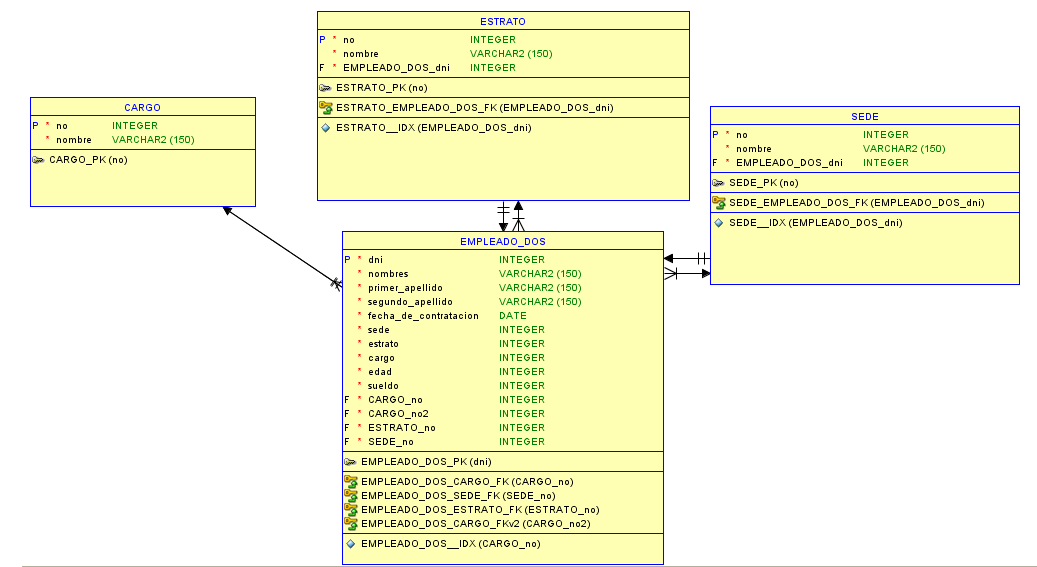 ESTRATO
P * no INTEGER
* nombre VARCHAR2 (150)
F * EMPLEADO_DOS_dni INTEGER
ESTRATO_PK (no)
ESTRATO_EMPLEADO_DOS_FK (EMPLEADO_DOS_dni)
ESTRATO__IDX (EMPLEADO_DOS_dni)
CARGO
P * no INTEGER
* nombre VARCHAR2 (150)
CARGO_PK (no)
SEDE
P * no INTEGER
* nombre VARCHAR2 (150)
F * EMPLEADO_DOS_dni INTEGER
SEDE_PK (no)
SEDE_EMPLEADO_DOS_FK (EMPLEADO_DOS_dni)
SEDE__IDX (EMPLEADO_DOS_dni)
EMPLEADO_DOS
P * dni INTEGER
* nombres VARCHAR2 (150)
* primer_apellido VARCHAR2 (150)
* segundo_apellido VARCHAR2 (150)
* fecha_de_contratacion DATE
* sede INTEGER
* estrato INTEGER
* cargo INTEGER
* edad INTEGER
* sueldo INTEGER
F * CARGO_no INTEGER
F * CARGO_no2 INTEGER
F * ESTRATO_no INTEGER
F * SEDE_no INTEGER
EMPLEADO_DOS_PK (dni)
EMPLEADO_DOS_CARGO_FK (CARGO_no)
EMPLEADO_DOS_SEDE_FK (SEDE_no)
EMPLEADO_DOS_ESTRATO_FK (ESTRATO_no)
EMPLEADO_DOS_CARGO_FKv2 (CARGO_no2)
EMPLEADO_DOS__IDX (CARGO_no)